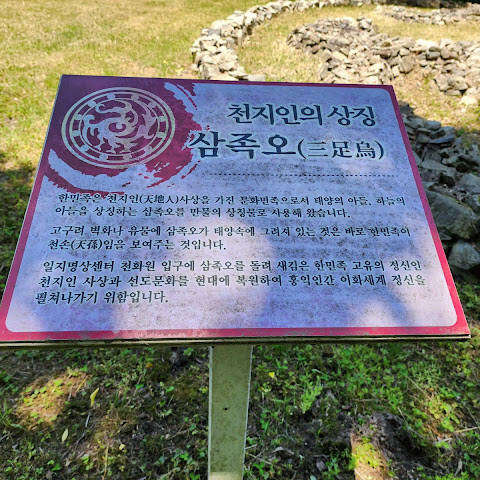 천지인의 상징
삼족오(三足烏)
한민족은 천지인(天地人)사상을 가진 문화민족으로서 태양의 아들, 하늘의
아들을 상징하는 삼족오를 만물의 상징물로 사용해 왔습니다.
고구려 벽화나 유물에 삼족오가 태양속에 그려져 있는 것은 바로 한민족이
천손(天孫)임을 보여주는 것입니다.
일지명상센터 천화원 입구에 삼족오를 돌려 새김은 한민족 고유의 정신인
천지인 사상과 선도문화를 현대에 복원하여 홍익인간 이화세계 정신을
펼쳐나가기 위함입니다.